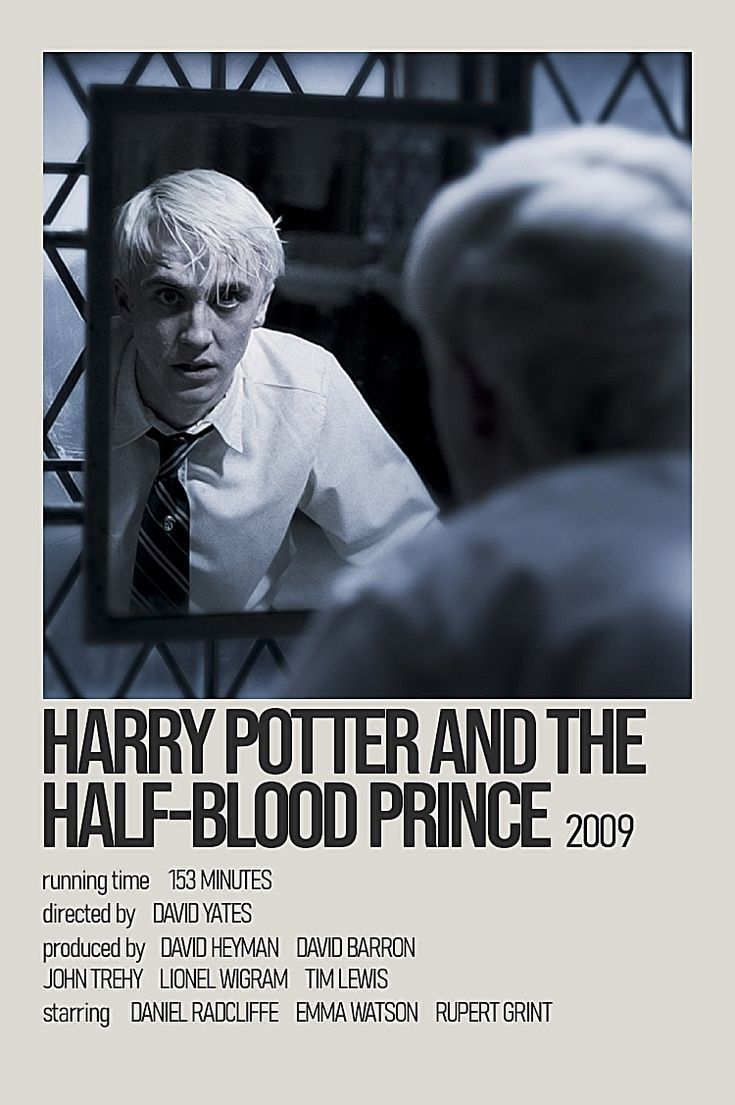 HARRY POTTER AND THE
HALF-BLOOD PRINCE 2009
running time 153 MINUTES
directed by DAVID YATES
produced by DAVID HEYMAN DAVID BARRON
JOHN TREHY LIONEL WIGRAM TIM LEWIS
starring DANIEL RADCLIFFE EMMA WATSON RUPERT GRINT